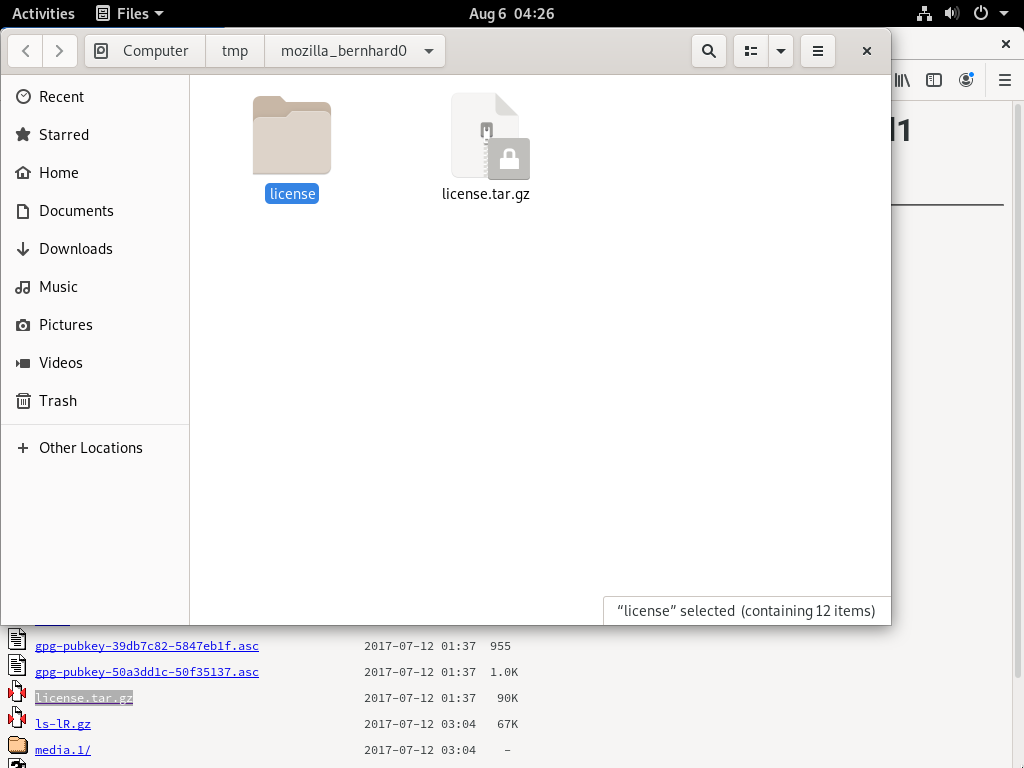 Activities Files Aug 6 04:26
Computer tmp mozilla_bernhard0
Recent
Starred
Home
Documents
Downloads
Music
Pictures
Videos
Trash
Other Locations
license
license.tar.gz
“license” selected (containing 12 items)
gpg-pubkey-39db7c82-5847eb1f.asc 2017-07-12 01:37 955
gpg-pubkey-50a3dd1c-50f35137.asc 2017-07-12 01:37 1.0K
license.tar.gz 2017-07-12 01:37 90K
ls-lR.gz 2017-07-12 03:04 67K
media.1/ 2017-07-12 03:04 -